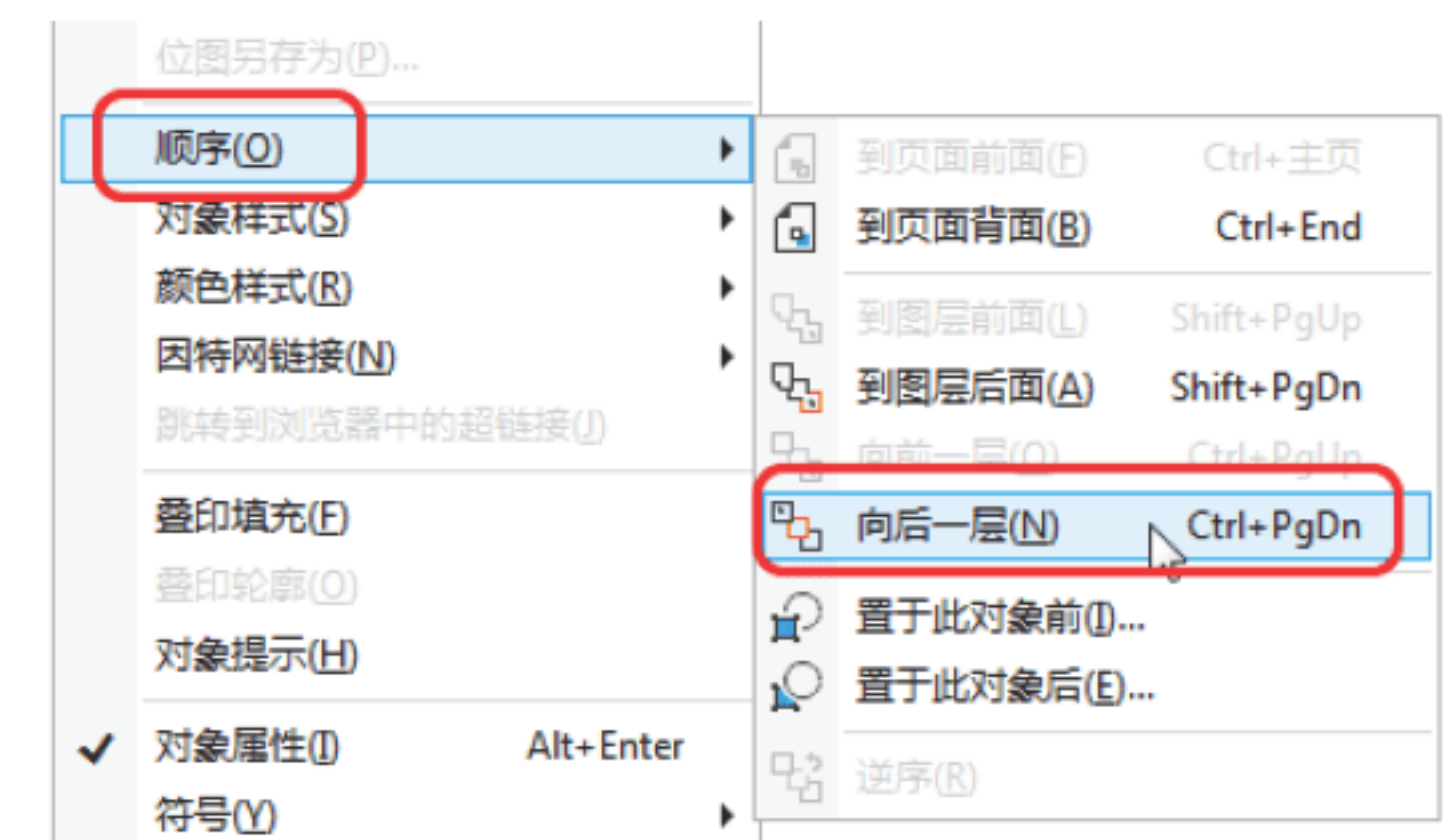 位图另存为(P)...
顺序(O)
对象样式(S)
颜色样式(R)
因特网链接(N)
跳转到浏览器中的超链接(J)
叠印填充(F)
叠印轮廓(O)
对象提示(H)
对象属性(I) Alt+Enter
符号(Y)
到页面前面(F) Ctrl+主页
到页面背面(B) Ctrl+End
到图层前面(L) Shift+PgUp
到图层后面(A) Shift+PgDn
向前一层(O) Ctrl+PgUp
向后一层(N) Ctrl+PgDn
置于此对象前(I)...
置于此对象后(E)...
逆序(R)